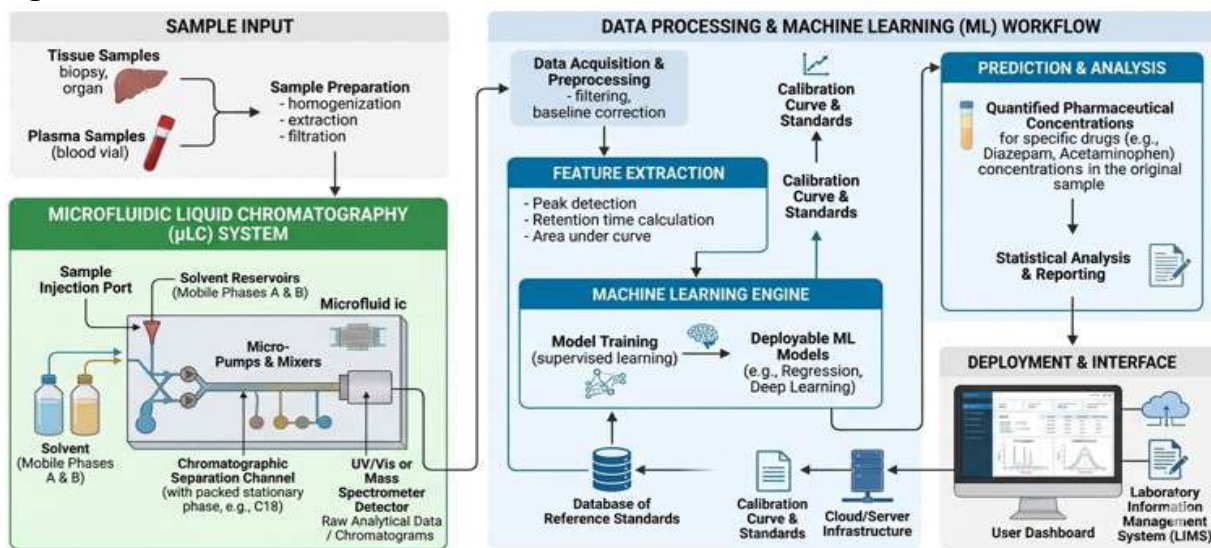 SAMPLE INPUT
Tissue Samples
biopsy,
organ
Plasma Samples
(blood vial)
Sample Preparation
- homogenization
- extraction
- filtration
MICROFLUIDIC LIQUID CHROMATOGRAPHY
(µLC) SYSTEM
Sample
Injection Port
Solvent Reservoirs
(Mobile Phases A & B)
Microfluid ic
Micro-
Pumps & Mixers
Solvent
(Mobile Phases
A & B)
Chromatographic
Separation Channel
(with packed stationary
phase, e.g., C18)
UV/Vis or
Mass
Spectrometer
Detector
Raw Analytical Data
/ Chromatograms
DATA PROCESSING & MACHINE LEARNING (ML) WORKFLOW
Data Acquisition &
Preprocessing
- filtering,
baseline correction
Calibration
Curve &
Standards
Calibration
Curve &
Standards
FEATURE EXTRACTION
- Peak detection
- Retention time calculation
- Area under curve
MACHINE LEARNING ENGINE
Model Training
(supervised learning)
Deployable ML
Models
(e.g., Regression,
Deep Learning)
Database of
Reference Standards
Calibration
Curve &
Standards
Cloud/Server
Infrastructure
PREDICTION & ANALYSIS
Quantified Pharmaceutical
Concentrations
for specific drugs (e.g.,
Diazepam, Acetaminophen)
concentrations in the original
sample
Statistical Analysis
& Reporting
DEPLOYMENT & INTERFACE
User Dashboard
Laboratory
Information
Management
System (LIMS)